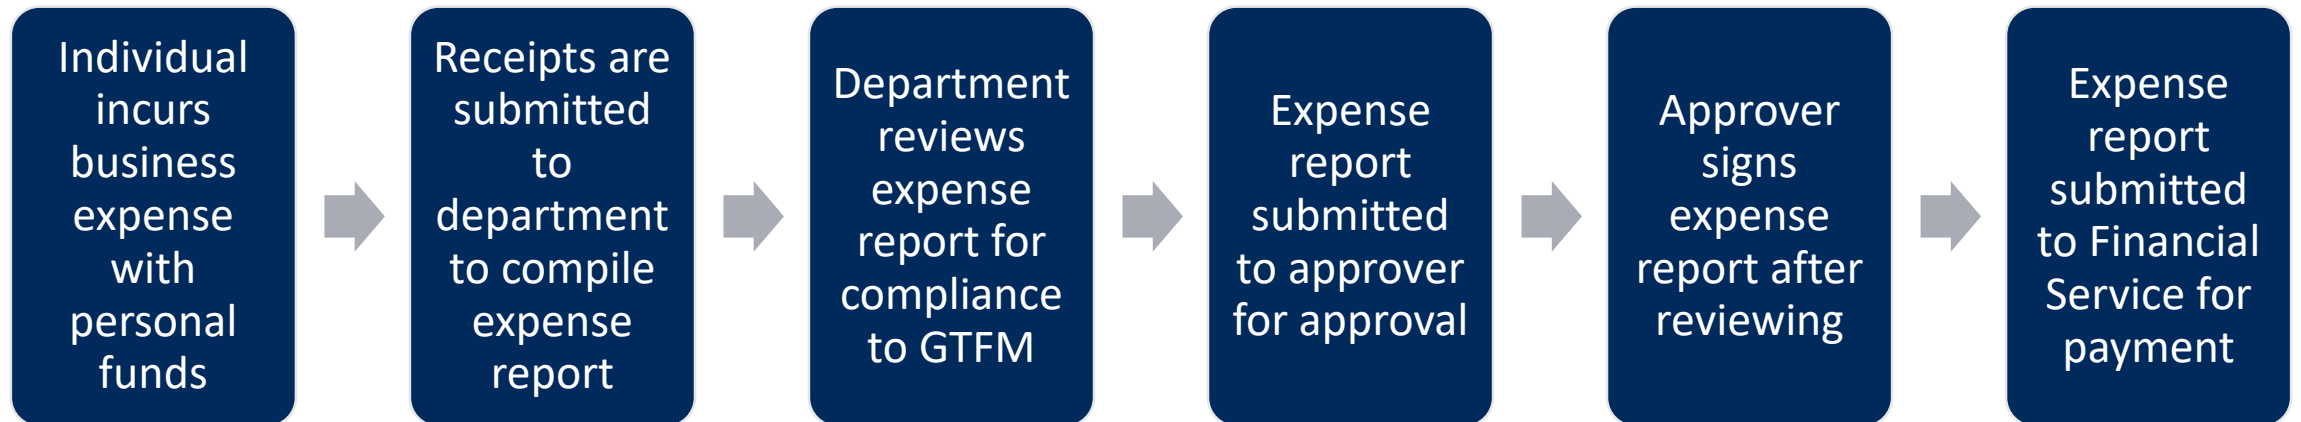 Individual
incurs
business
expense
with
personal
funds
Receipts are
submitted
to
department
to compile
expense
report
Department
reviews
expense
report for
compliance
to GTFM
Expense
report
submitted
to approver
for approval
Approver
signs
expense
report after
reviewing
Expense
report
submitted
to Financial
Service for
payment